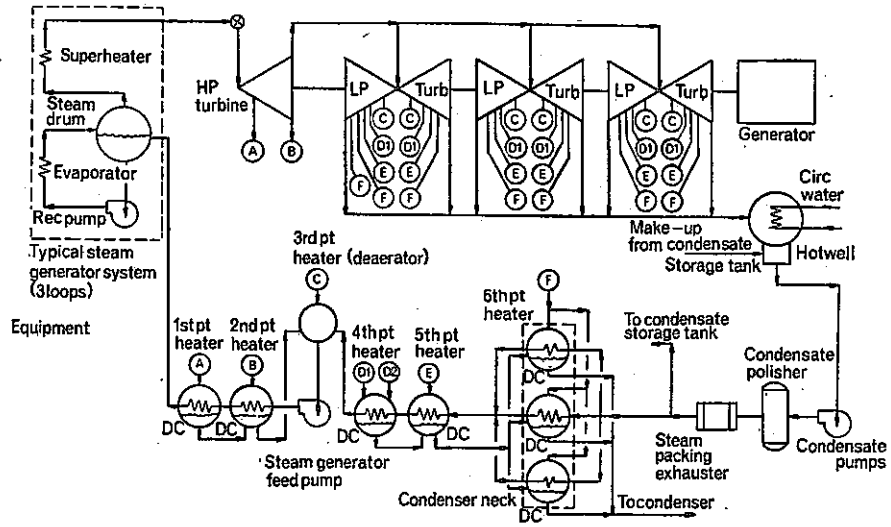 Superheater
Steam
drum
Evaporator
Rec pump
Typical steam
generator system
(3 loops)
HP
turbine
A
B
LP
Turb
C
C
D1
D1
E
E
F
F
F
LP
Turb
C
C
D1
D1
E
E
F
F
LP
Turb
C
C
D1
D1
E
E
F
F
Generator
Circ
water
Make-up
from condensate
Storage tank
Hotwell
Equipment
1st pt
heater
A
DC
2nd pt
heater
B
DC
3rd pt
heater (deaerator)
C
4th pt
heater
D1
D2
DC
5th pt
heater
E
DC
Steam generator
feed pump
6th pt
heater
F
DC
DC
DC
Condenser neck
To condenser
To condensate
storage tank
Steam
packing
exhauster
Condensate
polisher
Condensate
pumps